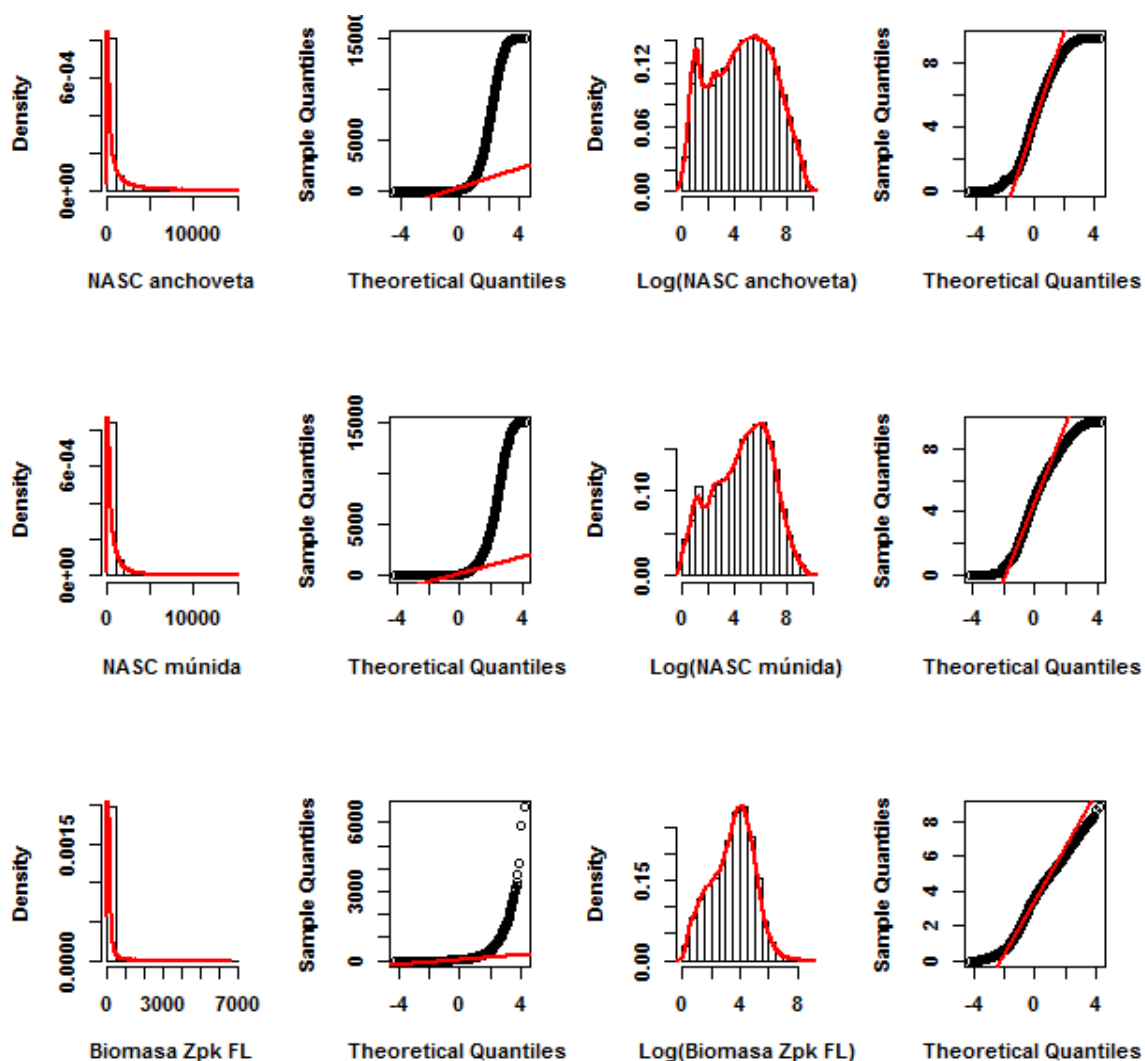 Density
6e-04
0e+00
0 10000
NASC anchoveta
Sample Quantiles
15000
5000
0
-4 0 4
Theoretical Quantiles
Density
0.12
0.06
0.00
0 4 8
Log(NASC anchoveta)
Sample Quantiles
8
4
0
-4 0 4
Theoretical Quantiles
Density
6e-04
0e+00
0 10000
NASC múnida
Sample Quantiles
15000
5000
0
-4 0 4
Theoretical Quantiles
Density
0.10
0.00
0 4 8
Log(NASC múnida)
Sample Quantiles
8
4
0
-4 0 4
Theoretical Quantiles
Density
0.0015
0.0000
0 3000 7000
Biomasa Zpk FL
Sample Quantiles
6000
3000
0
-4 0 4
Theoretical Quantiles
Density
0.15
0.00
0 4 8
Log(Biomasa Zpk FL)
Sample Quantiles
8
6
4
2
0
-4 0 4
Theoretical Quantiles